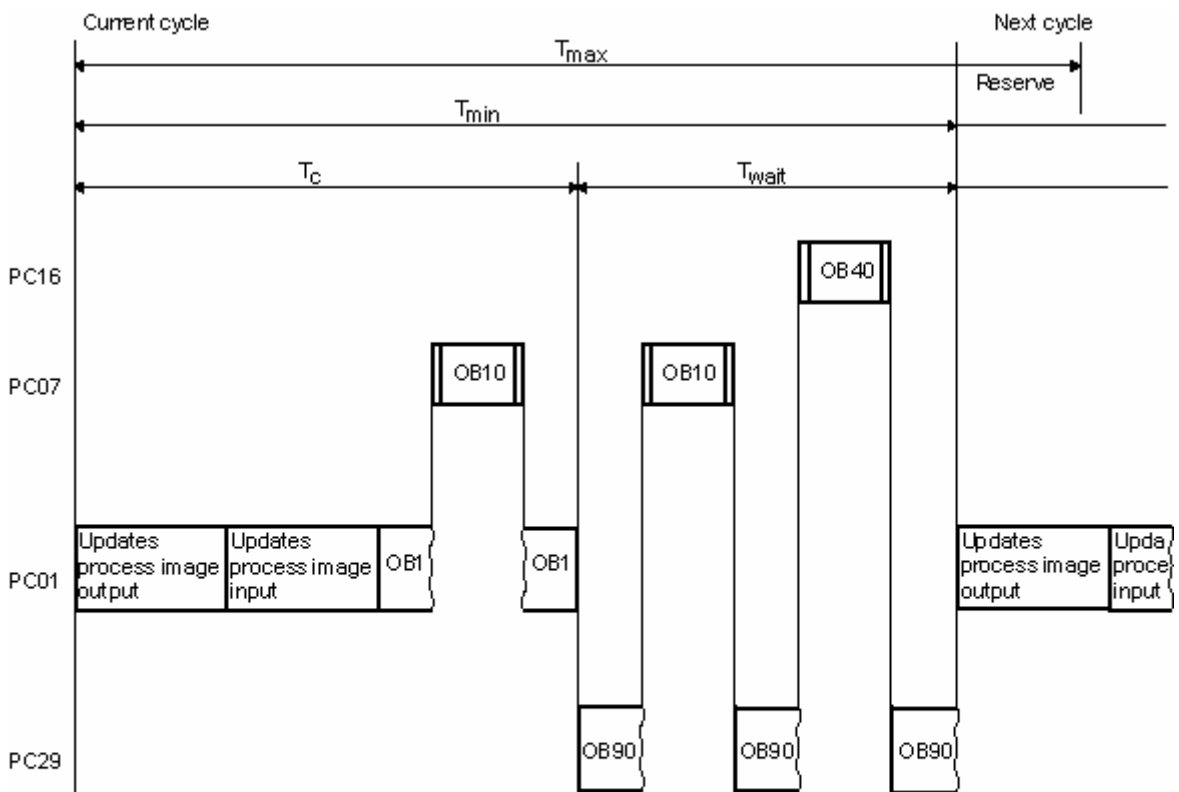 Current cycle
Next cycle
Tmax
Reserve
Tmin
Tc
Twait
PC16
OB40
PC07
OB10
OB10
PC01
Updates
process image
output
Updates
process image
input
OB1
OB1
Updates
process image
output
Upda
proce
input
PC29
OB90
OB90
OB90